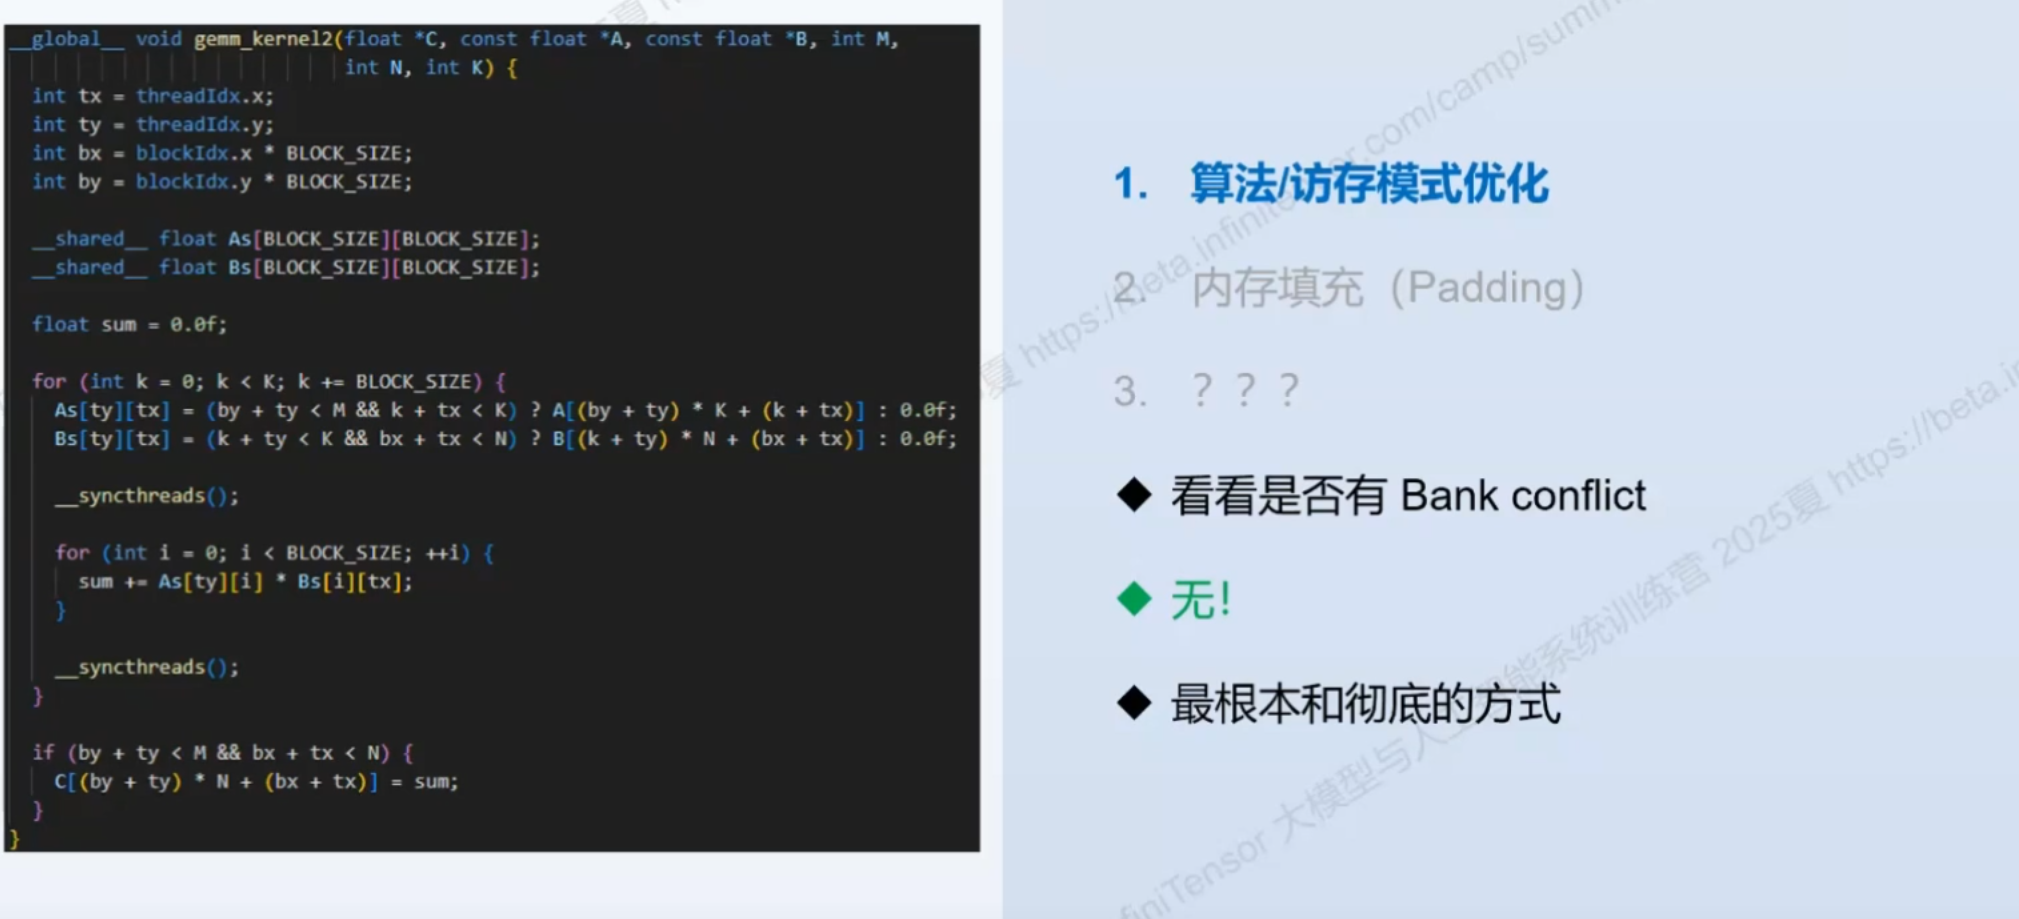 __global__ void gemm_kernel2(float *C, const float *A, const float *B, int M,
int N, int K) {
int tx = threadIdx.x;
int ty = threadIdx.y;
int bx = blockIdx.x * BLOCK_SIZE;
int by = blockIdx.y * BLOCK_SIZE;
__shared__ float As[BLOCK_SIZE][BLOCK_SIZE];
__shared__ float Bs[BLOCK_SIZE][BLOCK_SIZE];
float sum = 0.0f;
for (int k = 0; k < K; k += BLOCK_SIZE) {
As[ty][tx] = (by + ty < M && k + tx < K) ? A[(by + ty) * K + (k + tx)] : 0.0f;
Bs[ty][tx] = (k + ty < K && bx + tx < N) ? B[(k + ty) * N + (bx + tx)] : 0.0f;
__syncthreads();
for (int i = 0; i < BLOCK_SIZE; ++i) {
sum += As[ty][i] * Bs[i][tx];
}
__syncthreads();
}
if (by + ty < M && bx + tx < N) {
C[(by + ty) * N + (bx + tx)] = sum;
}
}
1. 算法/访存模式优化
2. 内存填充（Padding）
3. ？？？
◆ 看看是否有 Bank conflict
◆ 无！
◆ 最根本和彻底的方式
夏 https://beta.infinitensor.com/camp/summ
finiTensor 大模型与人工智能系统训练营 2025夏 https://beta.in